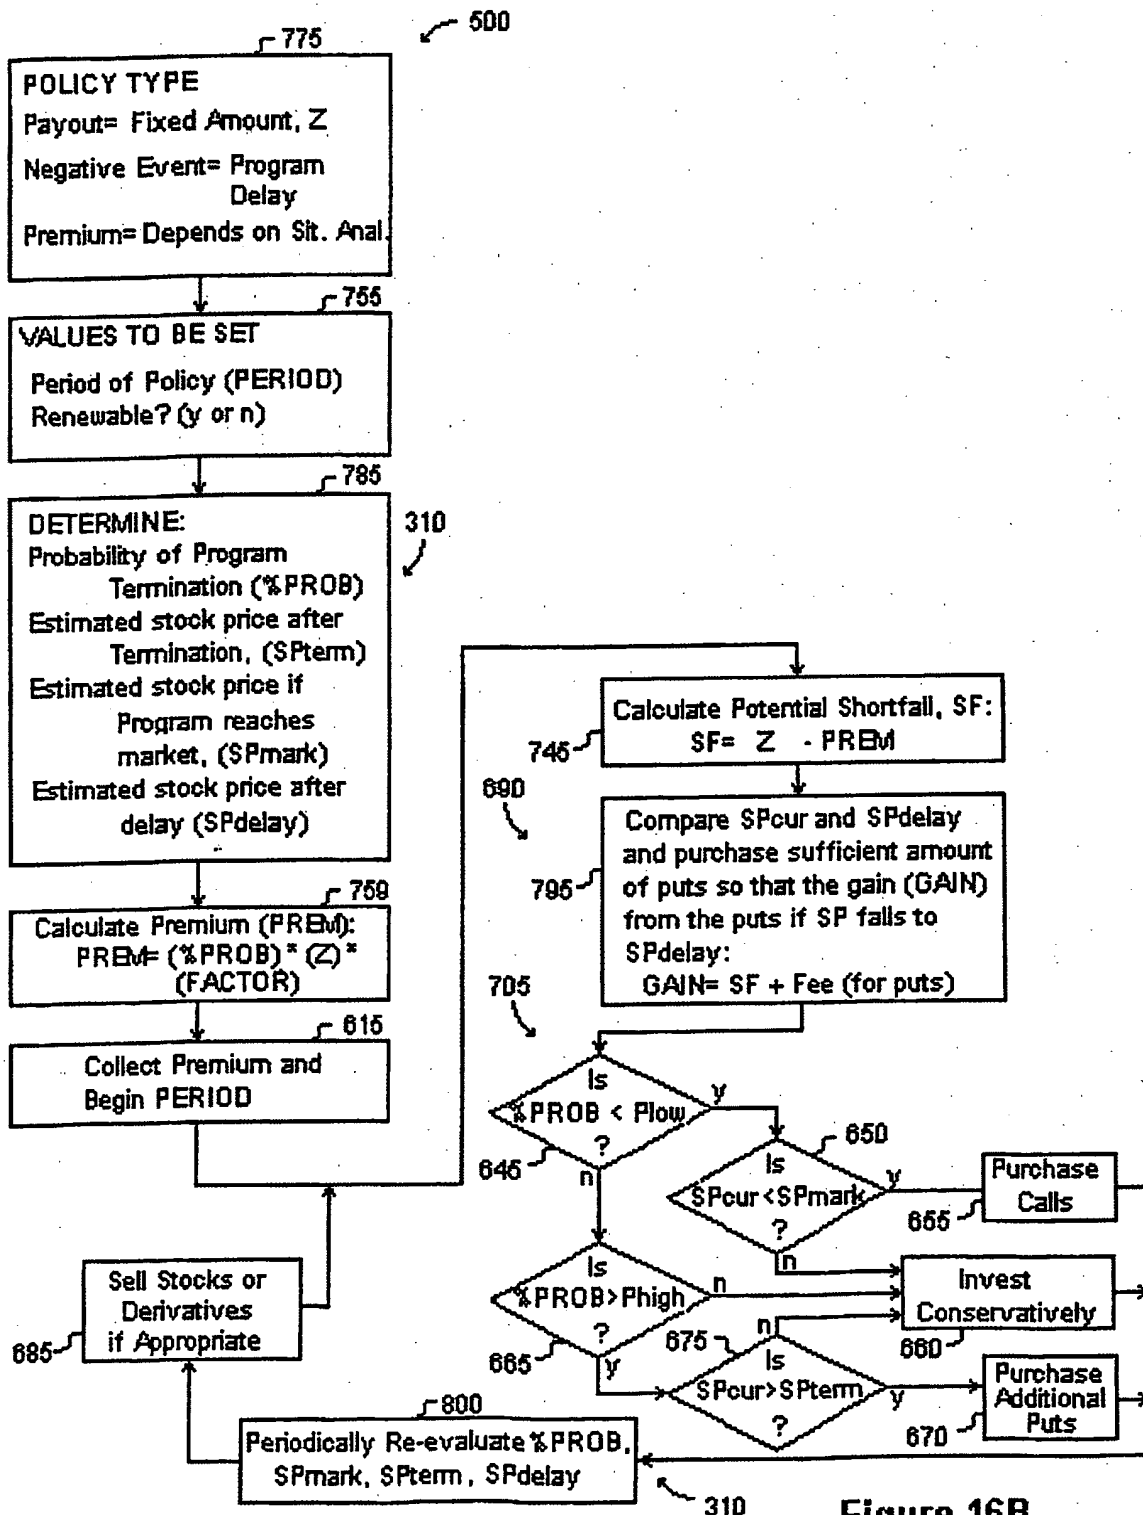 500
775
POLICY TYPE
Payout= Fixed Amount, Z
Negative Event= Program
Delay
Premium= Depends on Sit. Anal.
755
VALUES TO BE SET
Period of Policy (PERIOD)
Renewable? (y or n)
785
DETERMINE:
Probability of Program
Termination (%PROB)
Estimated stock price after
Termination, (SPterm)
Estimated stock price if
Program reaches
market, (SPmark)
Estimated stock price after
delay (SPdelay)
310
759
Calculate Premium (PREM):
PREM= (%PROB)* (Z)*
(FACTOR)
615
Collect Premium and
Begin PERIOD
Calculate Potential Shortfall, SF:
SF= Z - PREM
745
690
Compare SPcur and SPdelay
and purchase sufficient amount
of puts so that the gain (GAIN)
from the puts if SP falls to
SPdelay:
GAIN= SF + Fee (for puts)
795
705
Is
%PROB < Plow
?
y
n
645
650
Is
SPcur<SPmark
?
y
n
Purchase
Calls
655
Is
%PROB>Phigh
?
n
y
665
Invest
Conservatively
660
675
n
Is
SPcur>SPterm
?
y
Purchase
Additional
Puts
670
Sell Stocks or
Derivatives
if Appropriate
685
800
Periodically Re-evaluate %PROB,
SPmark, SPterm, SPdelay
310
Figure 16B